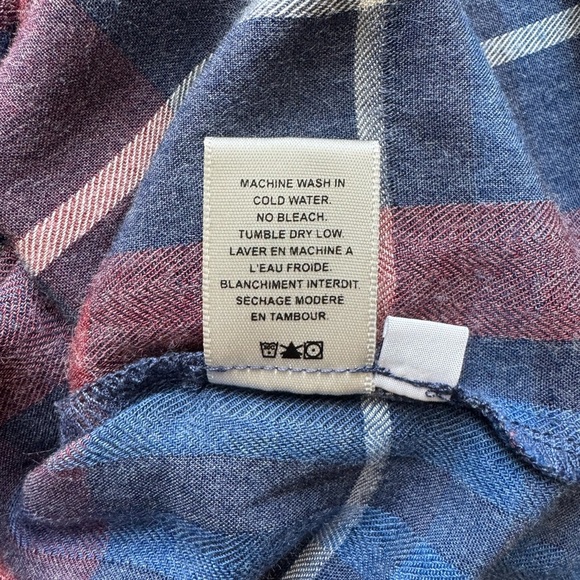 MACHINE WASH IN
COLD WATER.
NO BLEACH.
TUMBLE DRY LOW.
LAVER EN MACHINE A
L'EAU FROIDE.
BLANCHIMENT INTERDIT.
SÉCHAGE MODÉRÉ
EN TAMBOUR.